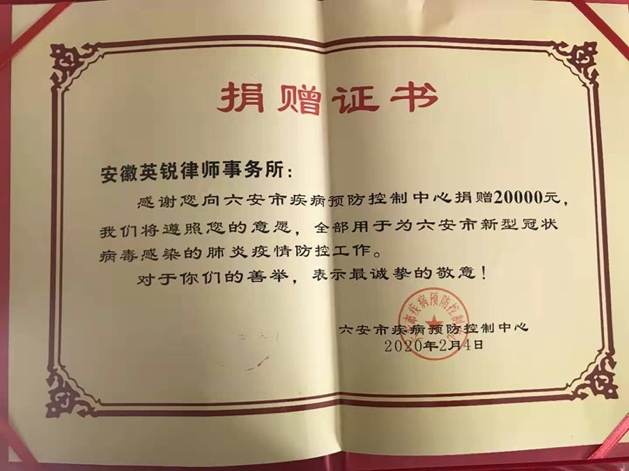 捐赠证书
安徽英锐律师事务所：
感谢您向六安市疾病预防控制中心捐赠20000元，
我们将遵照您的意愿，全部用于为六安市新型冠状
病毒感染的肺炎疫情防控工作。
对于你们的善举，表示最诚挚的敬意！
六安市疾病预防控制中心
2020年2月4日